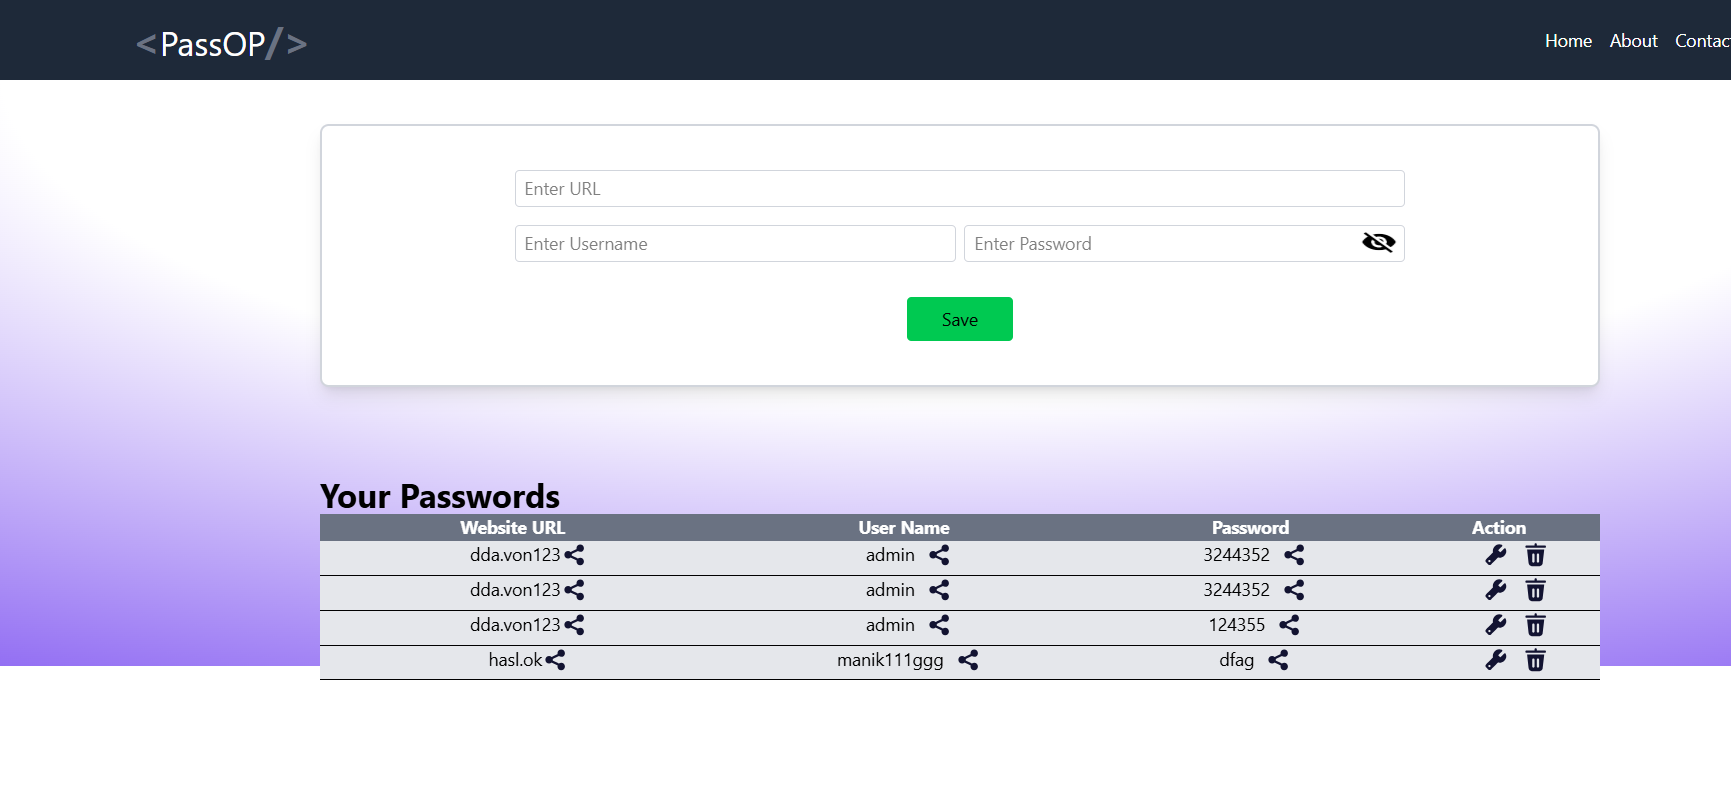 <PassOP/>
Home About Contac
Enter URL
Enter Username Enter Password
Save
Your Passwords
Website URL User Name Password Action
dda.von123 admin 3244352
dda.von123 admin 3244352
dda.von123 admin 124355
hasl.ok manik111ggg dfag